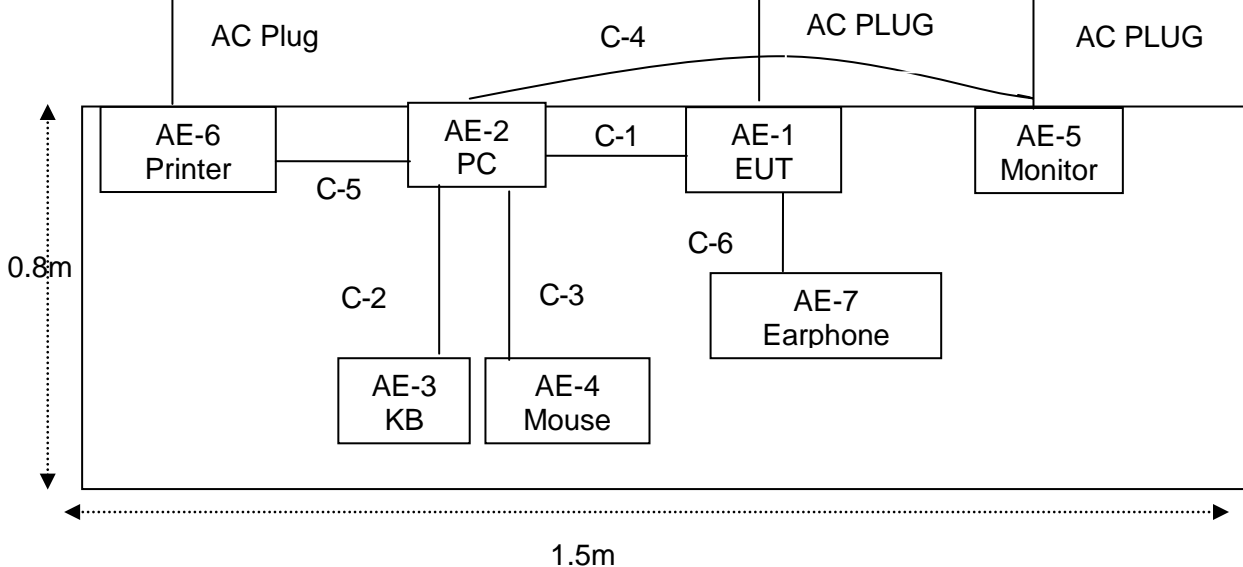 AC Plug
C-4
AC PLUG
AC PLUG
AE-6
Printer
AE-2
PC
C-1
AE-1
EUT
AE-5
Monitor
C-5
C-6
0.8m
C-2
C-3
AE-7
Earphone
AE-3
KB
AE-4
Mouse
1.5m